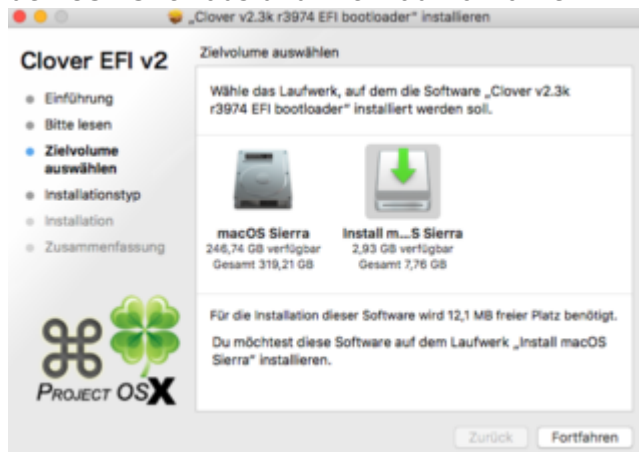 „Clover v2.3k r3974 EFI bootloader“ installieren
Clover EFI v2
Zielvolume auswählen
Einführung
Bitte lesen
Zielvolume
auswählen
Installationstyp
Installation
Zusammenfassung
Wähle das Laufwerk, auf dem die Software „Clover v2.3k
r3974 EFI bootloader“ installiert werden soll.
macOS Sierra
246,74 GB verfügbar
Gesamt 319,21 GB
Install m...S Sierra
2,93 GB verfügbar
Gesamt 7,76 GB
Für die Installation dieser Software wird 12,1 MB freier Platz benötigt.
Du möchtest diese Software auf dem Laufwerk „Install macOS
Sierra“ installieren.
PROJECT OSX
Zurück
Fortfahren